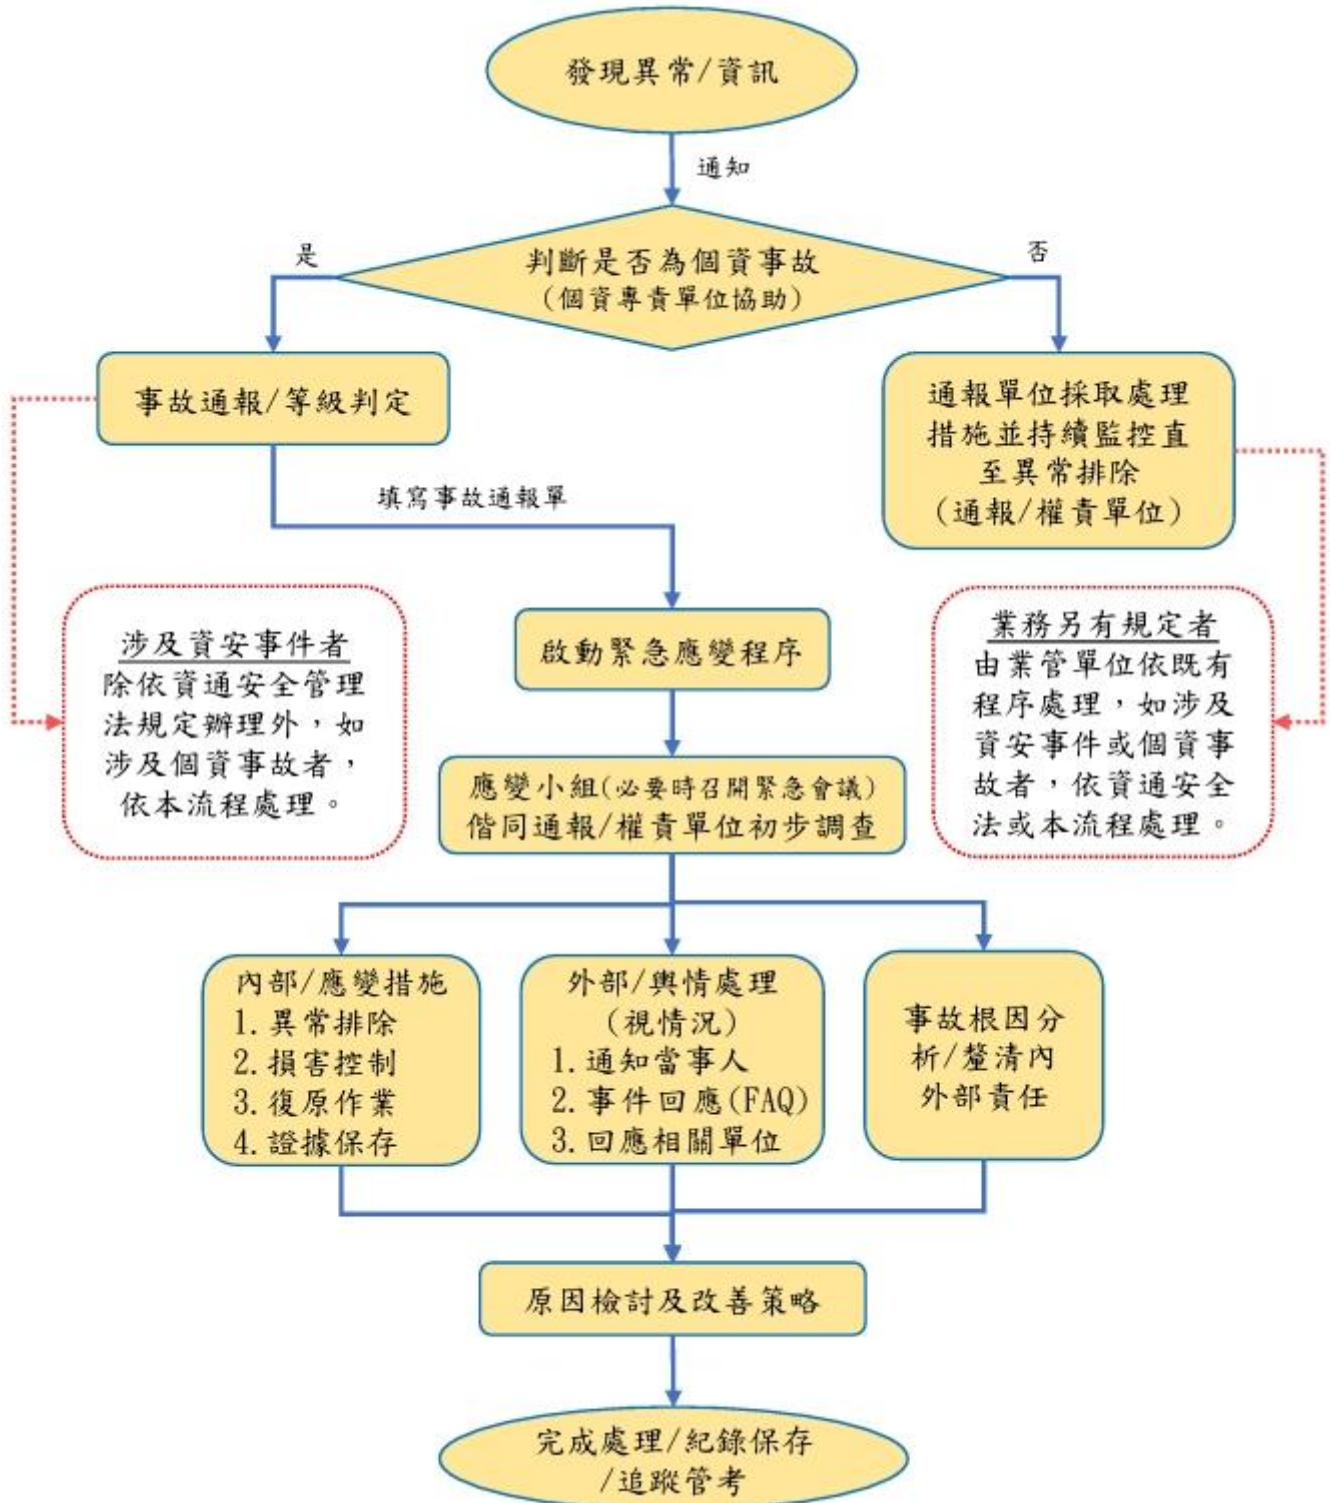 發現異常/資訊
通知
判斷是否為個資事故
(個資專責單位協助)
是
否
事故通報/等級判定
通報單位採取處理
措施並持續監控直
至異常排除
(通報/權責單位)
填寫事故通報單
涉及資安事件者
除依資通安全管理
法規定辦理外，如
涉及個資事故者，
依本流程處理。
啟動緊急應變程序
業務另有規定者
由業管單位依既有
程序處理，如涉及
資安事件或個資事
故者，依資通安全
法或本流程處理。
應變小組(必要時召開緊急會議)
偕同通報/權責單位初步調查
內部/應變措施
1.異常排除
2.損害控制
3.復原作業
4.證據保存
外部/輿情處理
(視情況)
1.通知當事人
2.事件回應(FAQ)
3.回應相關單位
事故根因分
析/釐清內
外部責任
原因檢討及改善策略
完成處理/紀錄保存
/追蹤管考